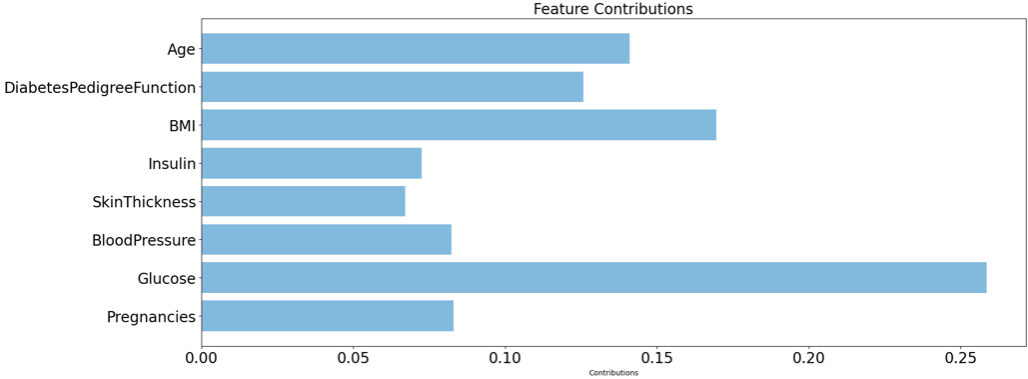 Feature Contributions
Age
DiabetesPedigreeFunction
BMI
Insulin
SkinThickness
BloodPressure
Glucose
Pregnancies
0.00 0.05 0.10 0.15 0.20 0.25
Contributions